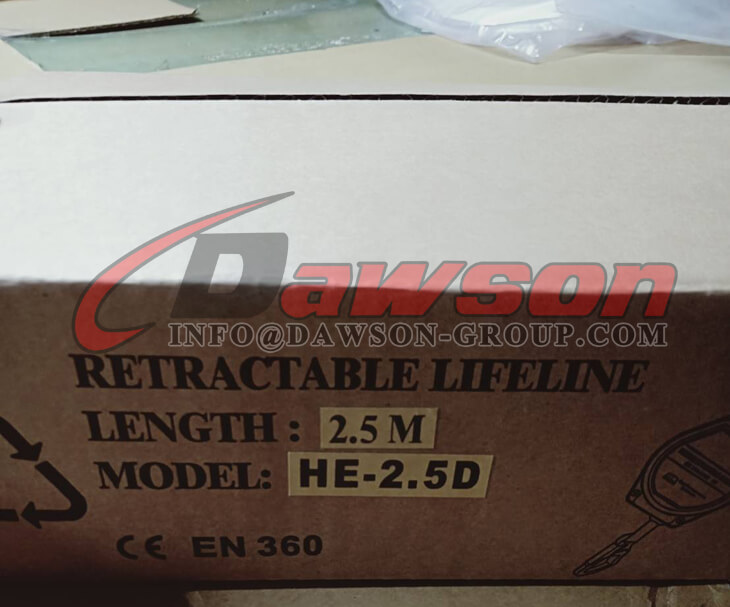 Dawson
INFO@DAWSON-GROUP.COM
RETRACTABLE LIFELINE
LENGTH: 2.5 M
MODEL: HE-2.5D
CE EN 360